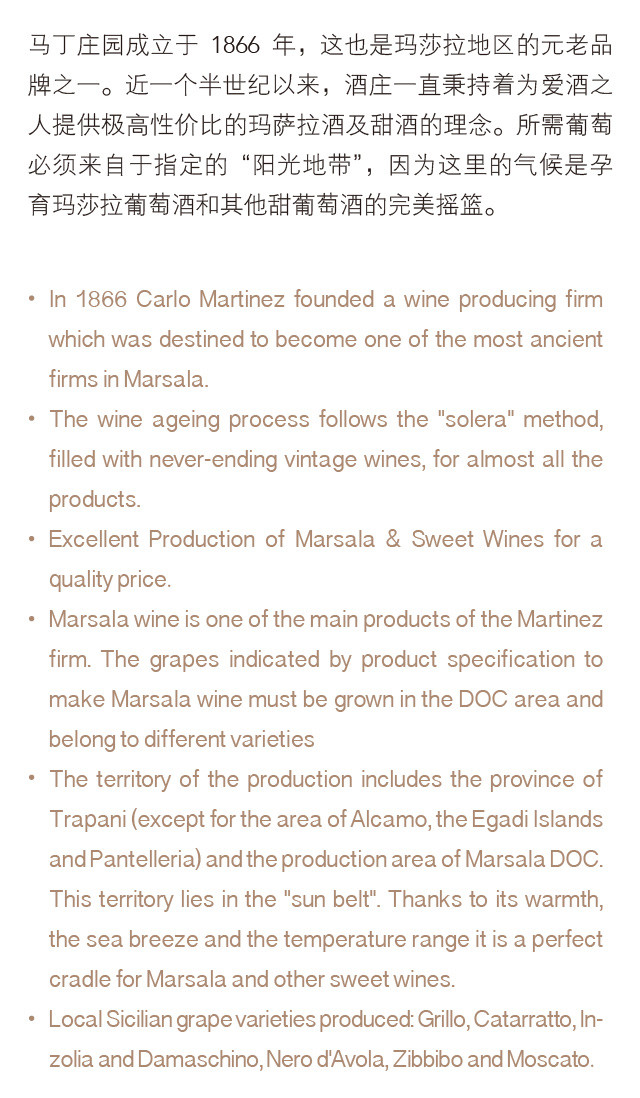 马丁庄园成立于 1866 年，这也是玛莎拉地区的元老品
牌之一。近一个半世纪以来，酒庄一直秉持着为爱酒之
人提供极高性价比的玛萨拉酒及甜酒的理念。所需葡萄
必须来自于指定的“阳光地带”，因为这里的气候是孕
育玛莎拉葡萄酒和其他甜葡萄酒的完美摇篮。
• In 1866 Carlo Martinez founded a wine producing firm
which was destined to become one of the most ancient
firms in Marsala.
• The wine ageing process follows the "solera" method,
filled with never-ending vintage wines, for almost all the
products.
• Excellent Production of Marsala & Sweet Wines for a
quality price.
• Marsala wine is one of the main products of the Martinez
firm. The grapes indicated by product specification to
make Marsala wine must be grown in the DOC area and
belong to different varieties
• The territory of the production includes the province of
Trapani (except for the area of Alcamo, the Egadi Islands
and Pantelleria) and the production area of Marsala DOC.
This territory lies in the "sun belt". Thanks to its warmth,
the sea breeze and the temperature range it is a perfect
cradle for Marsala and other sweet wines.
• Local Sicilian grape varieties produced: Grillo, Catarratto, In-
zolia and Damaschino, Nero d'Avola, Zibbibo and Moscato.